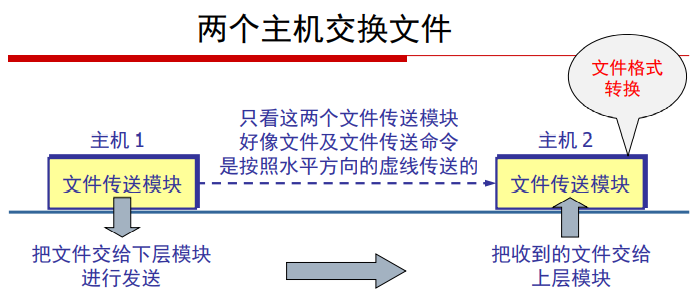 两个主机交换文件
文件格式
转换
只看这两个文件传送模块
好像文件及文件传送命令
是按照水平方向的虚线传送的
主机 1
主机 2
文件传送模块
文件传送模块
把文件交给下层模块
进行发送
把收到的文件交给
上层模块